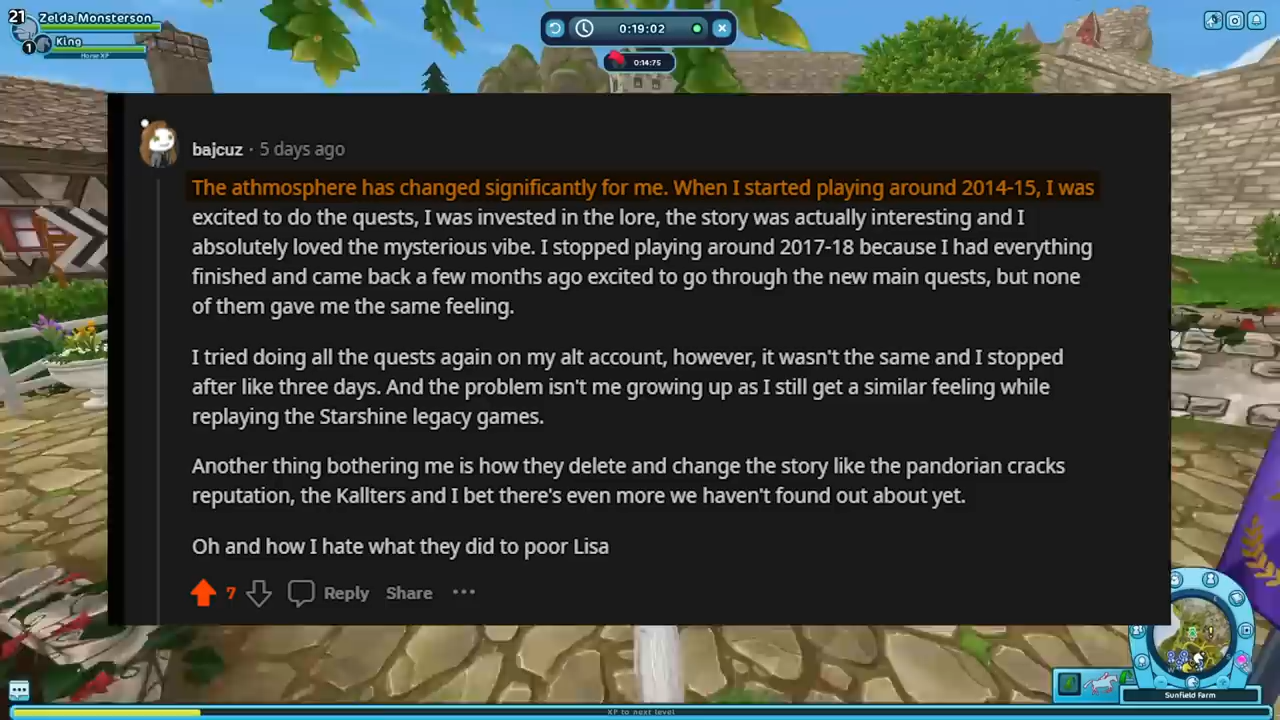 21
Zelda Monsterson
King
1
Horse XP
0:19:02
0:14:75
bajcuz · 5 days ago
The athmosphere has changed significantly for me. When I started playing around 2014-15, I was
excited to do the quests, I was invested in the lore, the story was actually interesting and I
absolutely loved the mysterious vibe. I stopped playing around 2017-18 because I had everything
finished and came back a few months ago excited to go through the new main quests, but none
of them gave me the same feeling.
I tried doing all the quests again on my alt account, however, it wasn't the same and I stopped
after like three days. And the problem isn't me growing up as I still get a similar feeling while
replaying the Starshine legacy games.
Another thing bothering me is how they delete and change the story like the pandorian cracks
reputation, the Kallters and I bet there's even more we haven't found out about yet.
Oh and how I hate what they did to poor Lisa
7 Reply Share ···
Sunfield Farm
XP to next level